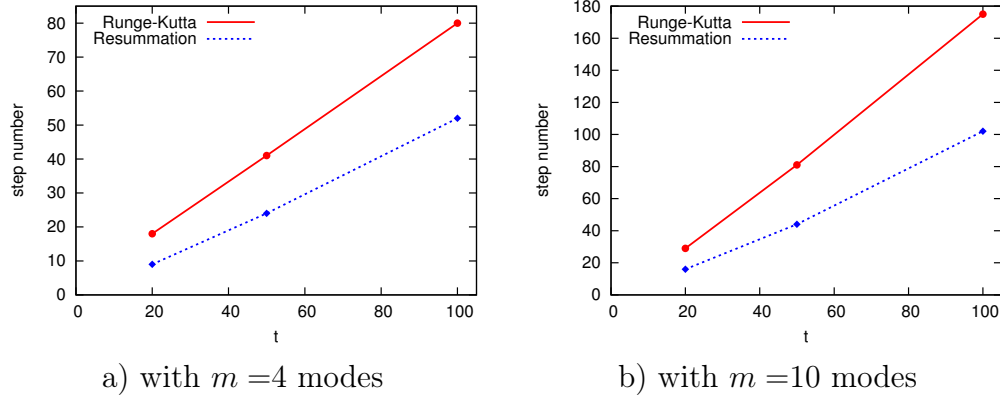 Runge-Kutta
Resummation
80
70
60
50
40
30
20
10
0
step number
0 20 40 60 80 100
t
a) with m =4 modes
Runge-Kutta
Resummation
180
160
140
120
100
80
60
40
20
0
step number
0 20 40 60 80 100
t
b) with m =10 modes